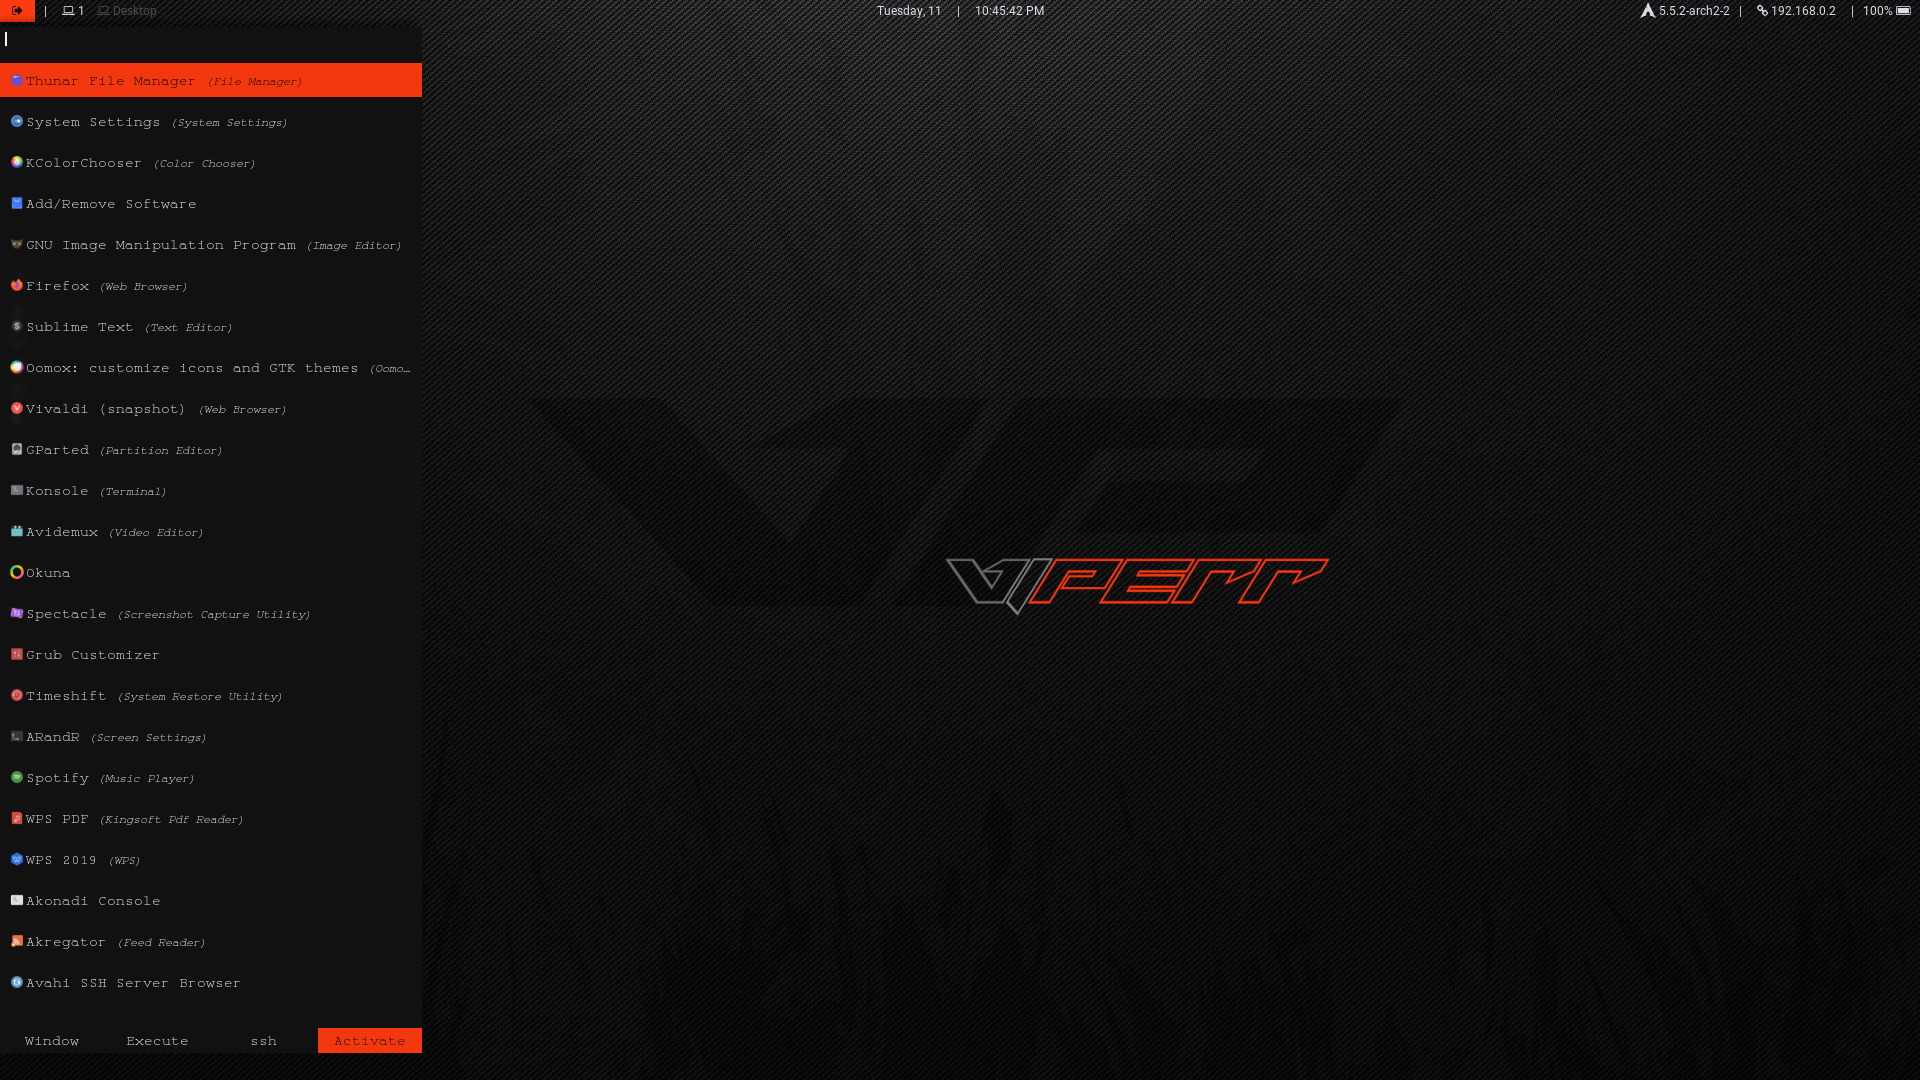 | 1 Desktop Tuesday, 11 | 10:45:42 PM 5.5.2-arch2-2 | 192.168.0.2 | 100%
Thunar File Manager (File Manager)
System Settings (System Settings)
KColorChooser (Color Chooser)
Add/Remove Software
GNU Image Manipulation Program (Image Editor)
Firefox (Web Browser)
Sublime Text (Text Editor)
Oomox: customize icons and GTK themes (Oomo…
Vivaldi (snapshot) (Web Browser)
GParted (Partition Editor)
Konsole (Terminal)
Avidemux (Video Editor)
Okuna
Spectacle (Screenshot Capture Utility)
Grub Customizer
Timeshift (System Restore Utility)
ARandR (Screen Settings)
Spotify (Music Player)
WPS PDF (Kingsoft Pdf Reader)
WPS 2019 (WPS)
Akonadi Console
Akregator (Feed Reader)
Avahi SSH Server Browser
Window Execute ssh Activate
VIPErr